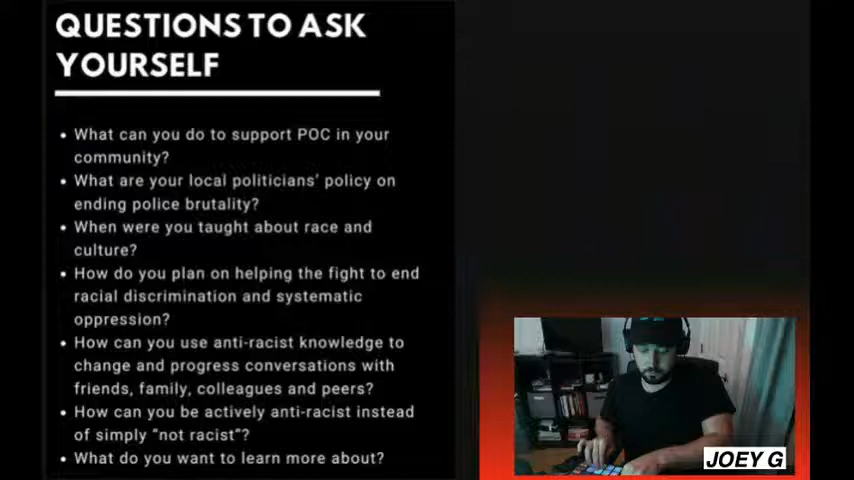 QUESTIONS TO ASK
YOURSELF
• What can you do to support POC in your
community?
• What are your local politicians' policy on
ending police brutality?
• When were you taught about race and
culture?
• How do you plan on helping the fight to end
racial discrimination and systematic
oppression?
• How can you use anti-racist knowledge to
change and progress conversations with
friends, family, colleagues and peers?
• How can you be actively anti-racist instead
of simply "not racist"?
• What do you want to learn more about?
JOEY G